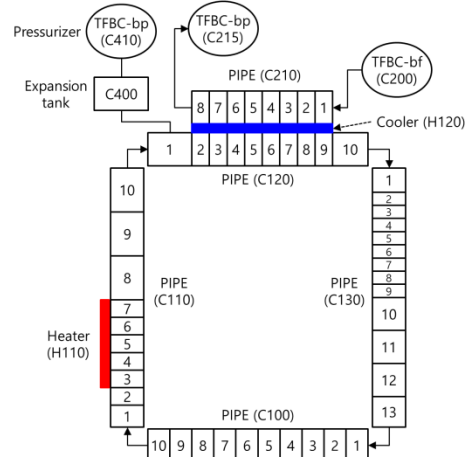 Pressurizer
TFBC-bp
(C410)
TFBC-bp
(C215)
TFBC-bf
(C200)
Expansion
tank
C400
PIPE (C210)
8 7 6 5 4 3 2 1
Cooler (H120)
1 2 3 4 5 6 7 8 9 10
PIPE (C120)
10
9
8
7
6
5
4
3
2
1
Heater
(H110)
PIPE
(C110)
PIPE
(C130)
1
2
3
4
5
6
7
8
9
10
11
12
13
PIPE (C100)
10 9 8 7 6 5 4 3 2 1